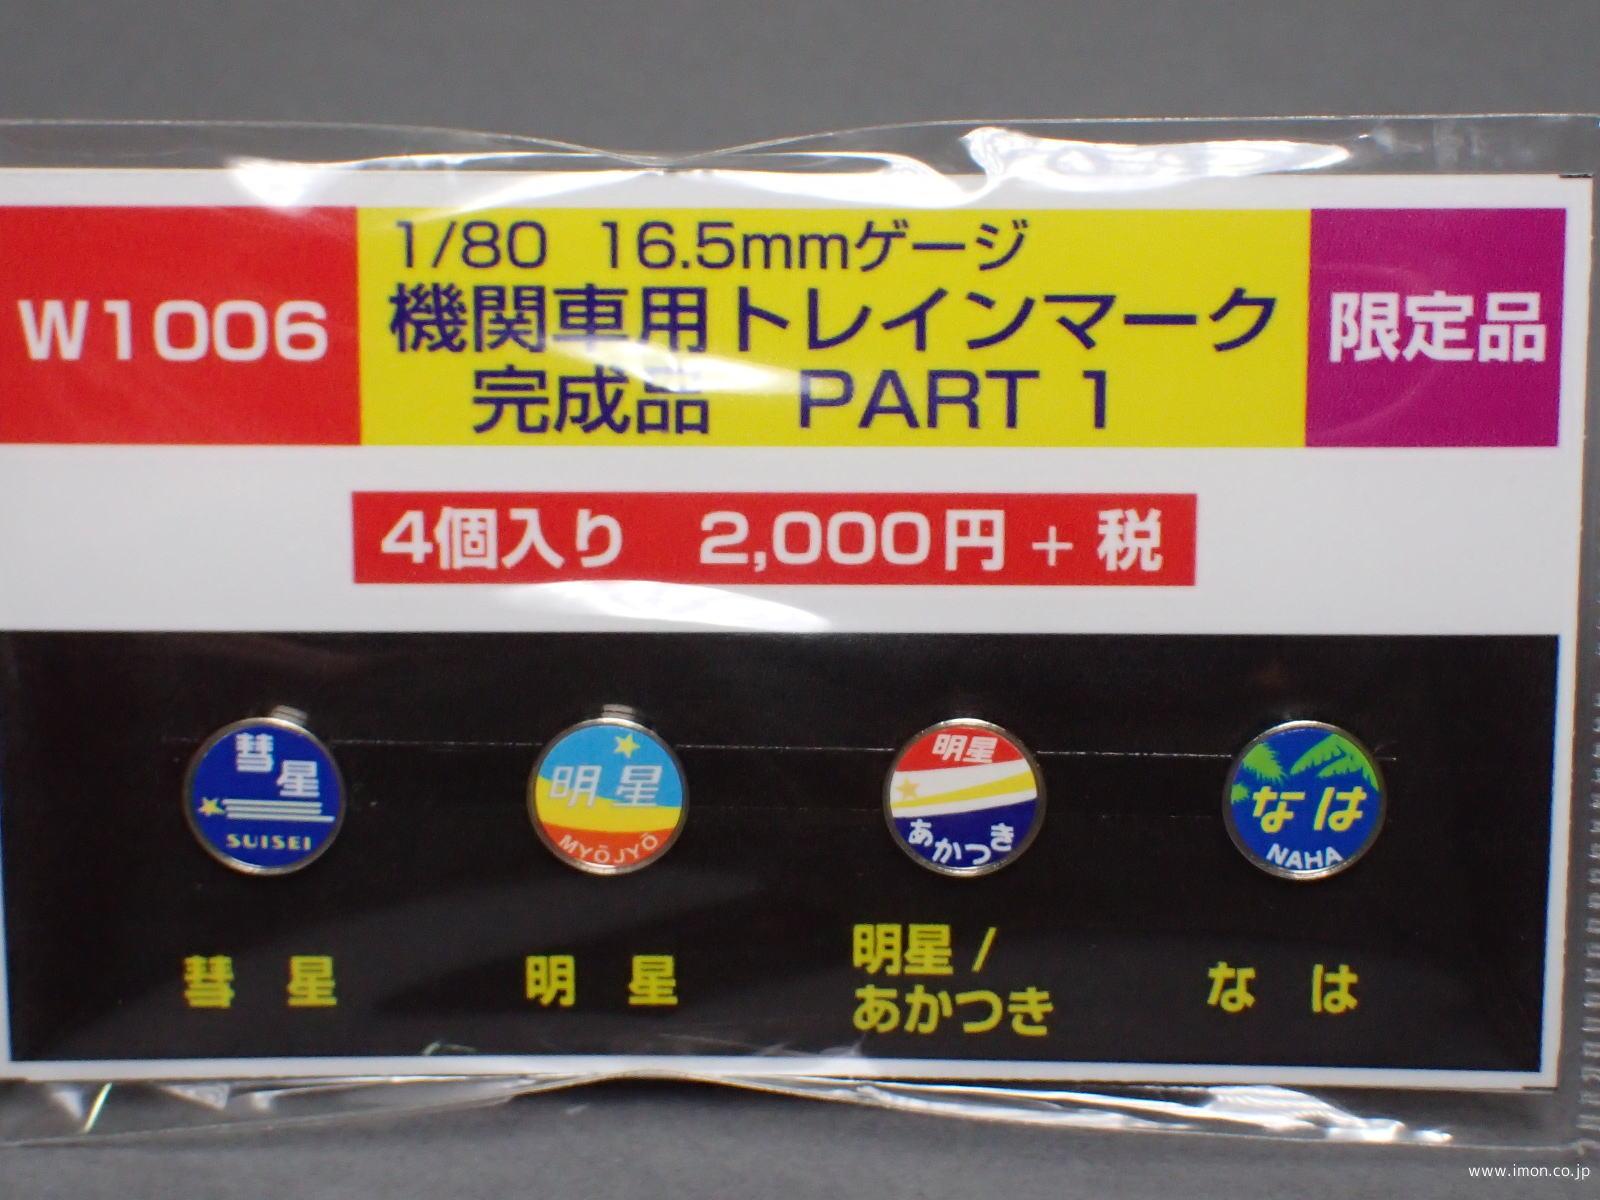 W1006
1/80 16.5mmゲージ
機関車用トレインマーク
完成品 PART 1
限定品
4個入り 2,000円 + 税
彗
星
SUISEI
明星
MYŌJYŌ
明星
あかつき
なは
NAHA
彗 星
明 星
明星 /
あかつき
な は
www.imon.co.jp